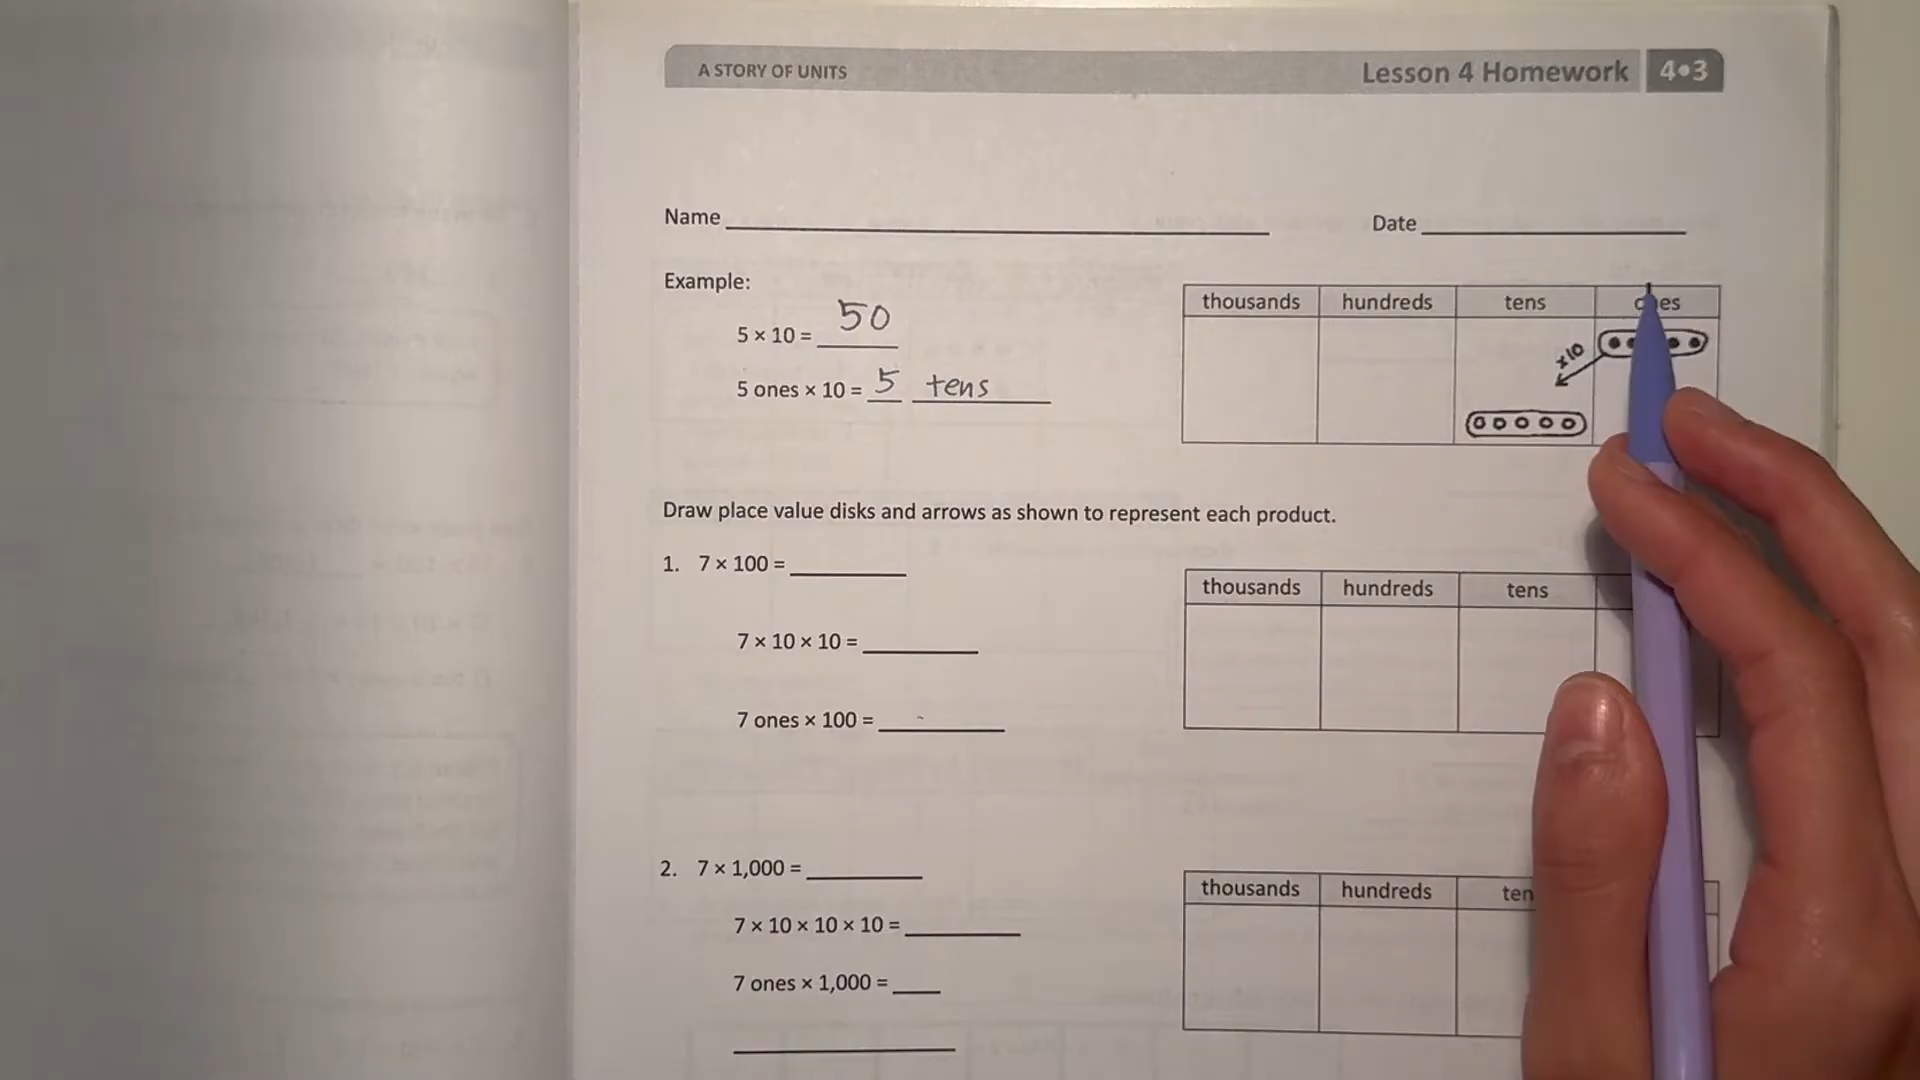 A STORY OF UNITS
Lesson 4 Homework 4•3
Name
Date
Example:
5 × 10 = 50
5 ones × 10 = 5 tens
thousands hundreds tens
×10
Draw place value disks and arrows as shown to represent each product.
1. 7 × 100 =
7 × 10 × 10 =
7 ones × 100 =
thousands hundreds tens
2. 7 × 1,000 =
7 × 10 × 10 × 10 =
7 ones × 1,000 =
thousands hundreds ten